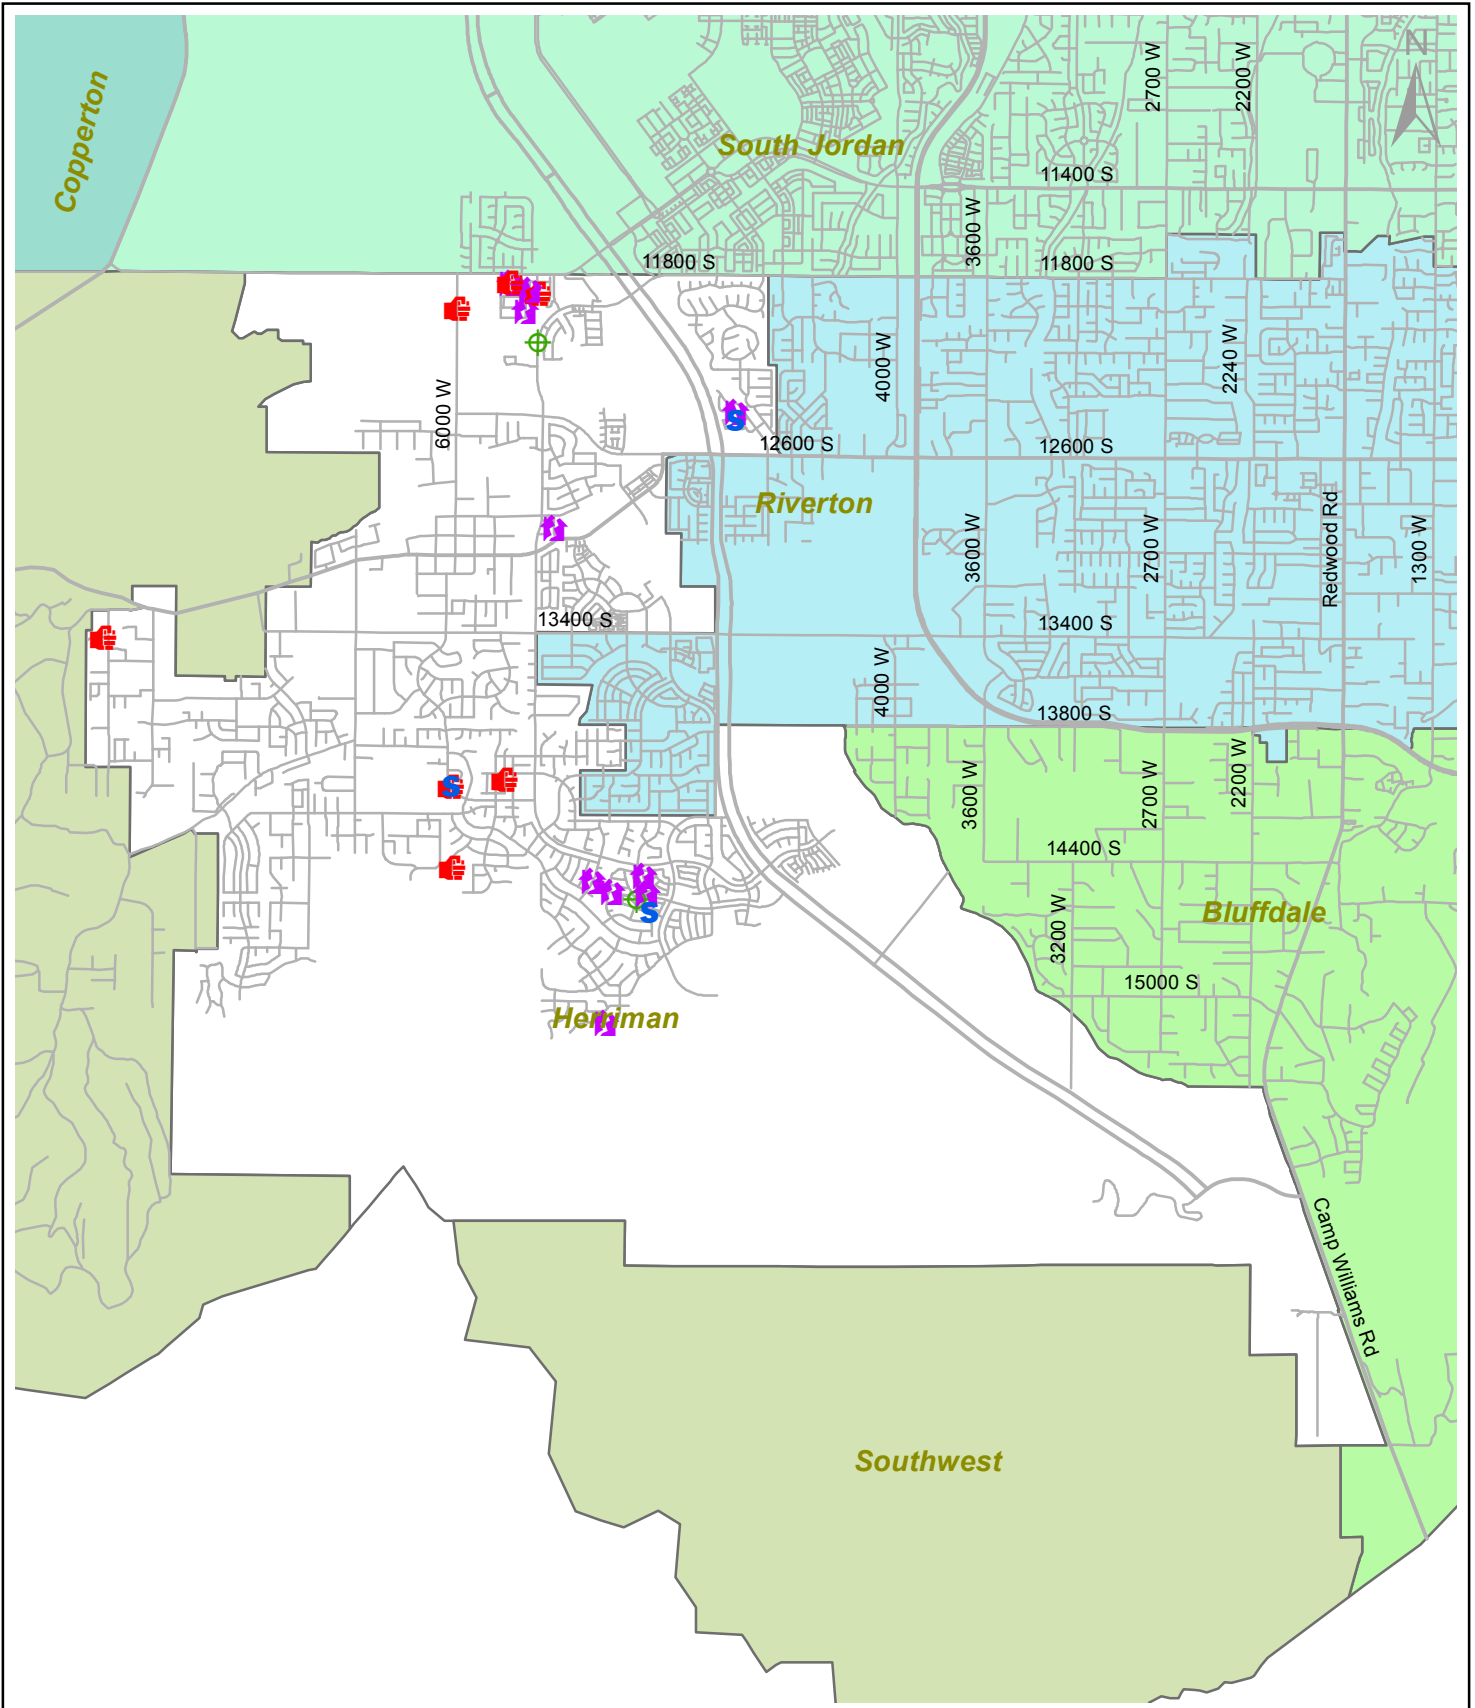 N
2700 W
2200 W
Copperton
South Jordan
11400 S
3600 W
11800 S
11800 S
4000 W
2240 W
6000 W
S
12600 S
12600 S
Riverton
3600 W
2700 W
Redwood Rd
1300 W
13400 S
13400 S
4000 W
13800 S
S
3600 W
2700 W
2200 W
14400 S
S
3200 W
Bluffdale
15000 S
Herriman
Camp Williams Rd
Southwest